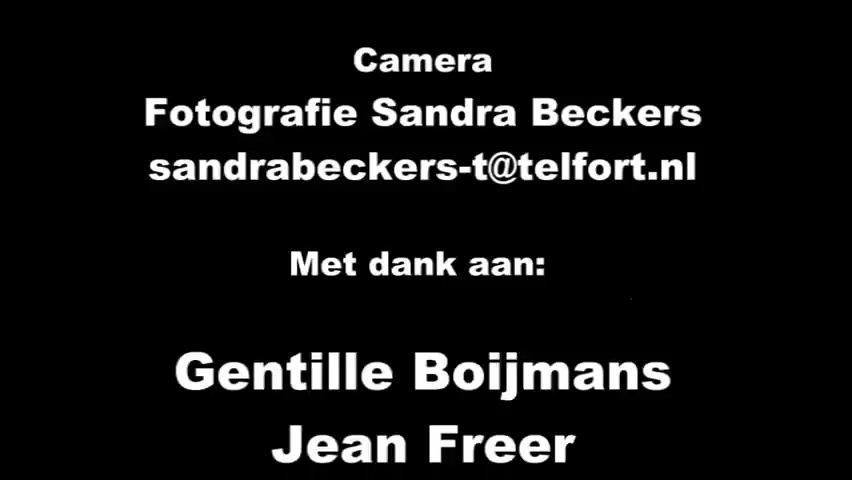 Camera
Fotografie Sandra Beckers
sandrabeckers-t@telfort.nl
Met dank aan:
Gentille Boijmans
Jean Freer